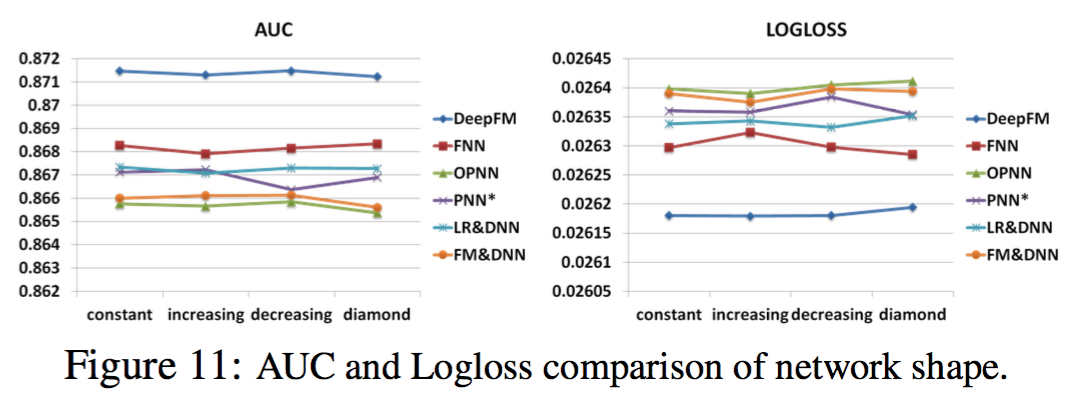 AUC
0.872
0.871
0.87
0.869
0.868
0.867
0.866
0.865
0.864
0.863
0.862
constant increasing decreasing diamond
DeepFM
FNN
OPNN
PNN*
LR&DNN
FM&DNN
LOGLOSS
0.02645
0.0264
0.02635
0.0263
0.02625
0.0262
0.02615
0.0261
0.02605
constant increasing decreasing diamond
DeepFM
FNN
OPNN
PNN*
LR&DNN
FM&DNN
Figure 11: AUC and Logloss comparison of network shape.